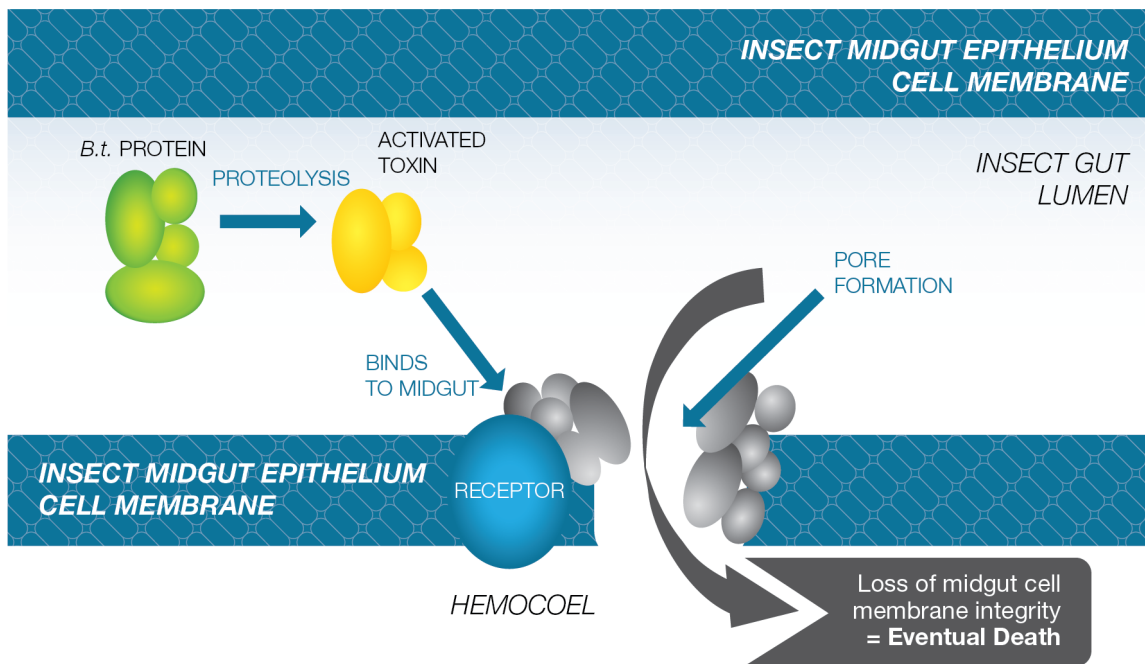 INSECT MIDGUT EPITHELIUM
CELL MEMBRANE
B.t. PROTEIN
PROTEOLYSIS
ACTIVATED
TOXIN
INSECT GUT
LUMEN
PORE
FORMATION
BINDS
TO MIDGUT
INSECT MIDGUT EPITHELIUM
CELL MEMBRANE
RECEPTOR
HEMOCOEL
Loss of midgut cell
membrane integrity
= Eventual Death